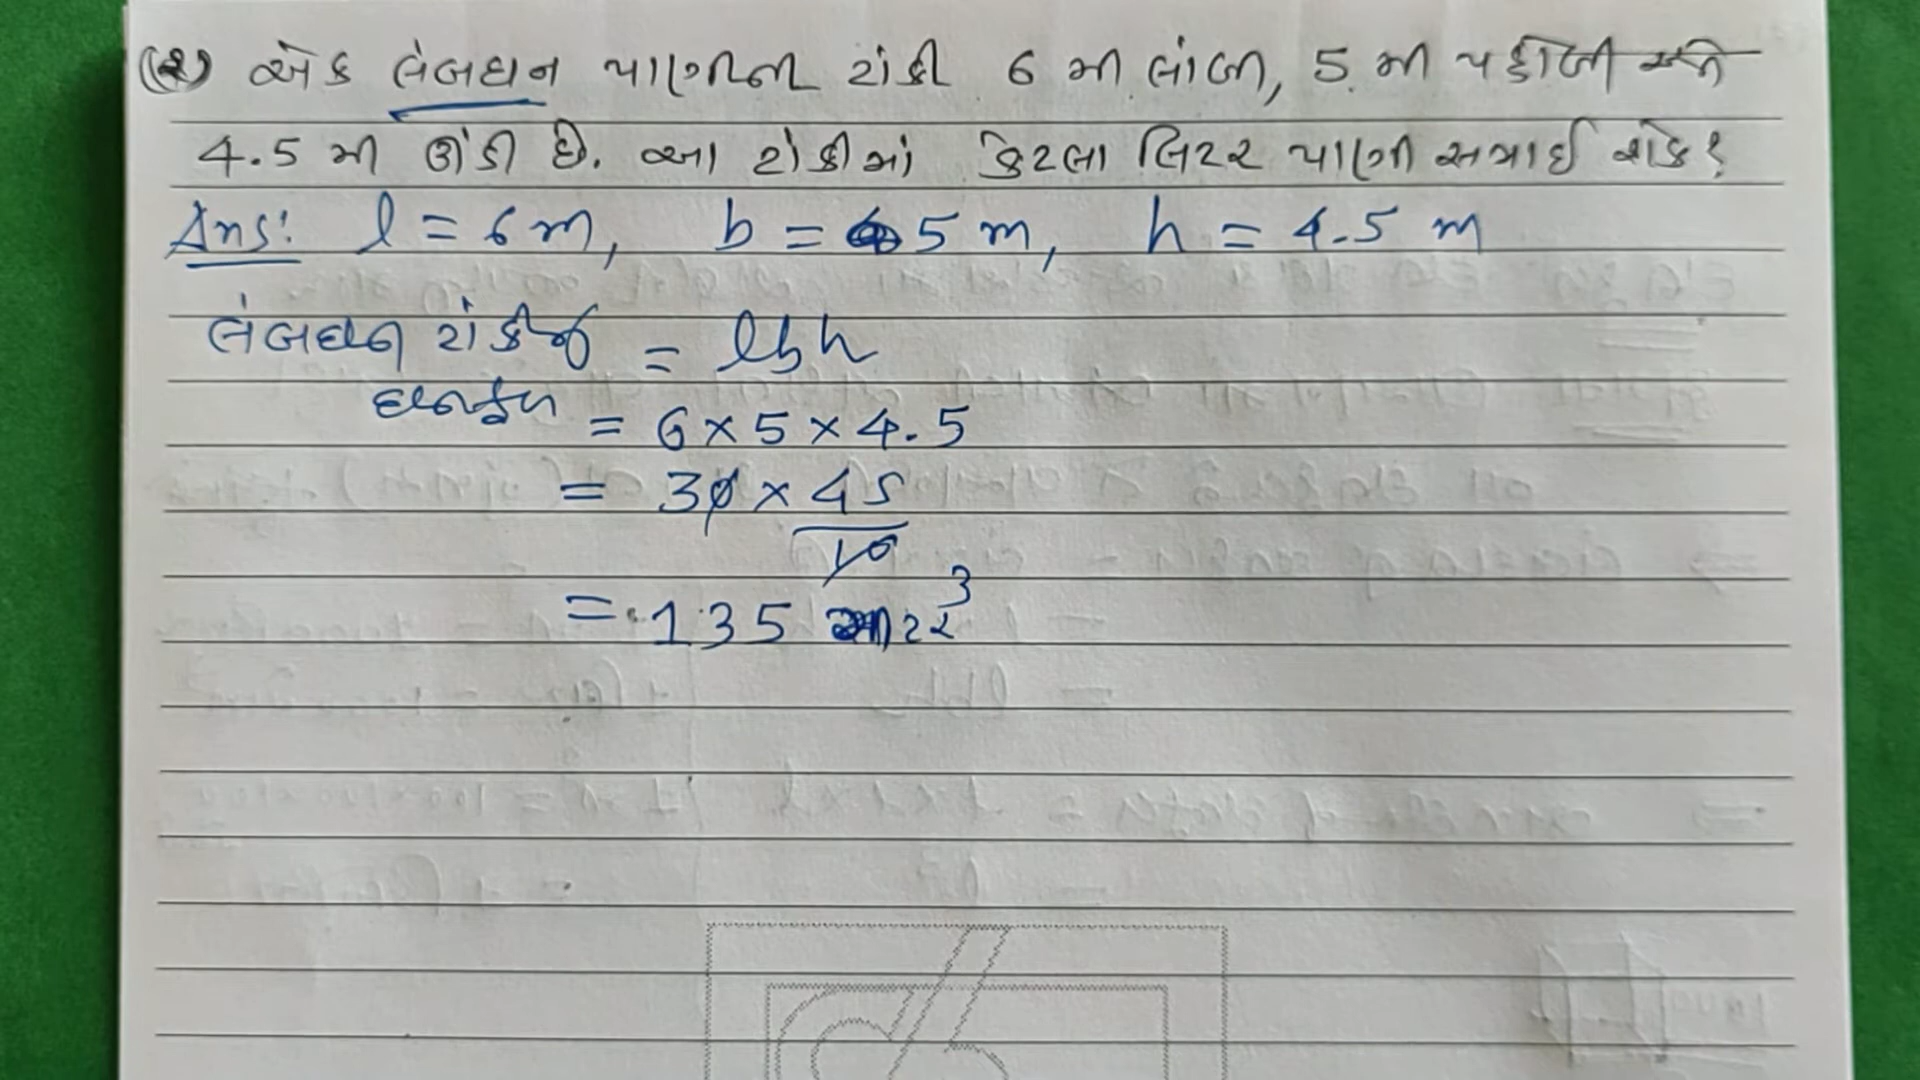 (૨) એક લંબઘન પાણીની ટાંકી 6 મી લાંબી, 5 મી પહોળી અને
4.5 મી ઊંડી છે. આ ટાંકીમાં કેટલા લિટર પાણી સમાઈ શકે?
Ans: l = 6 m, b = 5 m, h = 4.5 m
લંબઘન ટાંકીનું = lbh
ઘનફળ
= 6 × 5 × 4.5
= 30 × 45
10
= 135 મીટર³